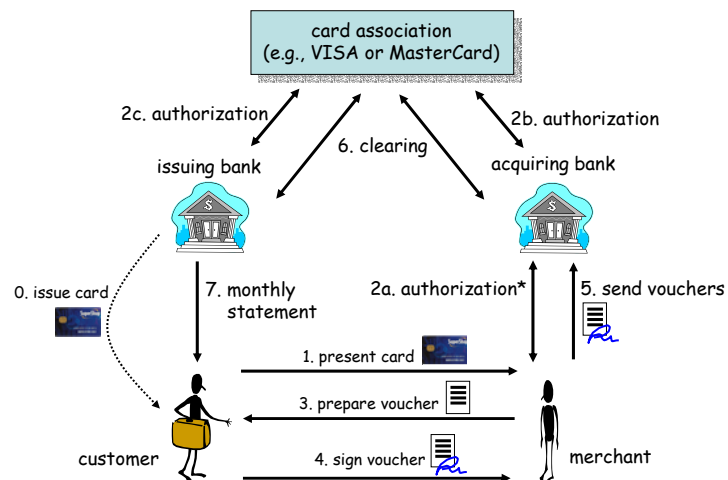 card association
(e.g., VISA or MasterCard)
2c. authorization
2b. authorization
6. clearing
issuing bank
acquiring bank
$
$
0. issue card
7. monthly
statement
2a. authorization*
5. send vouchers
1. present card
3. prepare voucher
customer
4. sign voucher
merchant